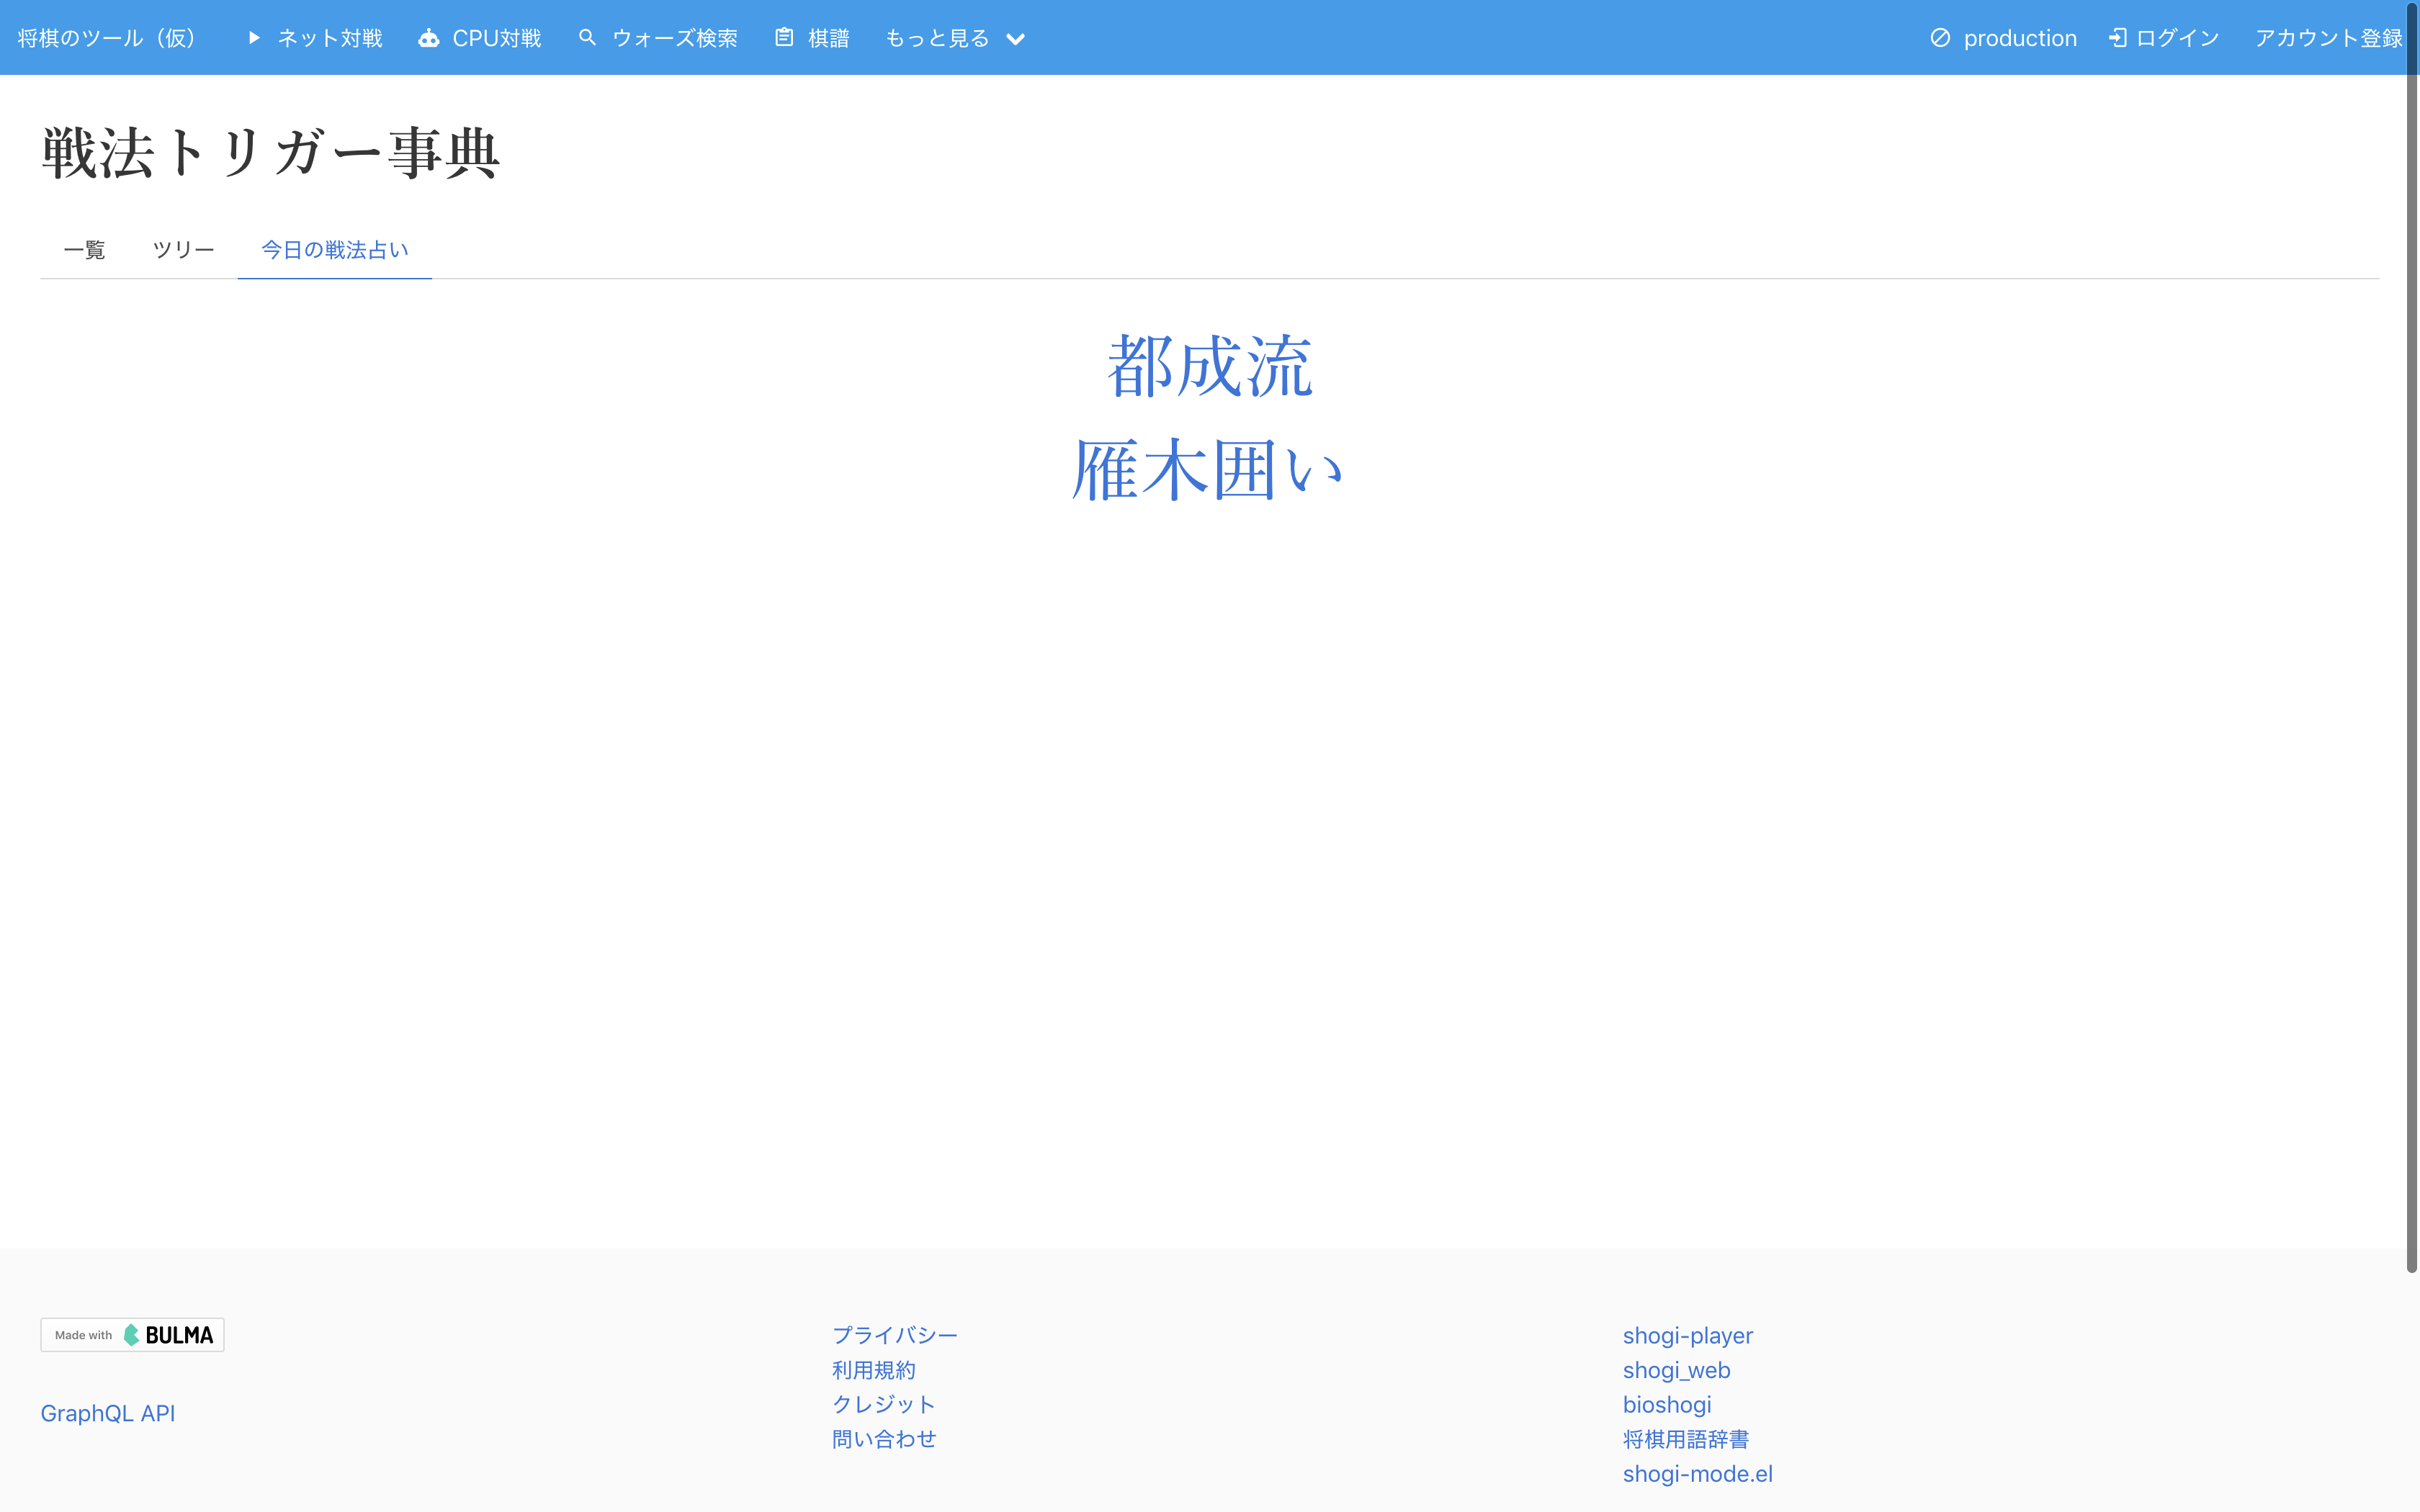 将棋のツール（仮） ネット対戦 CPU対戦 ウォーズ検索 棋譜 もっと見る production ログイン アカウント登録
戦法トリガー事典
一覧 ツリー 今日の戦法占い
都成流
雁木囲い
Made with BULMA
GraphQL API
プライバシー
利用規約
クレジット
問い合わせ
shogi-player
shogi_web
bioshogi
将棋用語辞書
shogi-mode.el